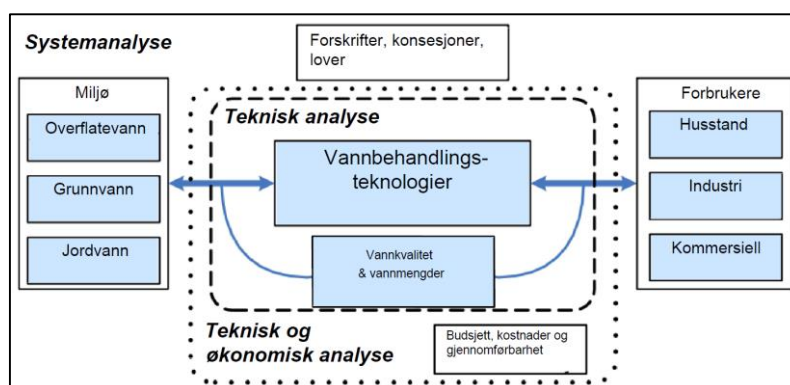 Systemanalyse
Forskrifter, konsesjoner,
lover
Miljø
Overflatevann
Grunnvann
Jordvann
Teknisk analyse
Vannbehandlings-
teknologier
Vannkvalitet
& vannmengder
Teknisk og
økonomisk analyse
Budsjett, kostnader og
gjennomførbarhet
Forbrukere
Husstand
Industri
Kommersiell